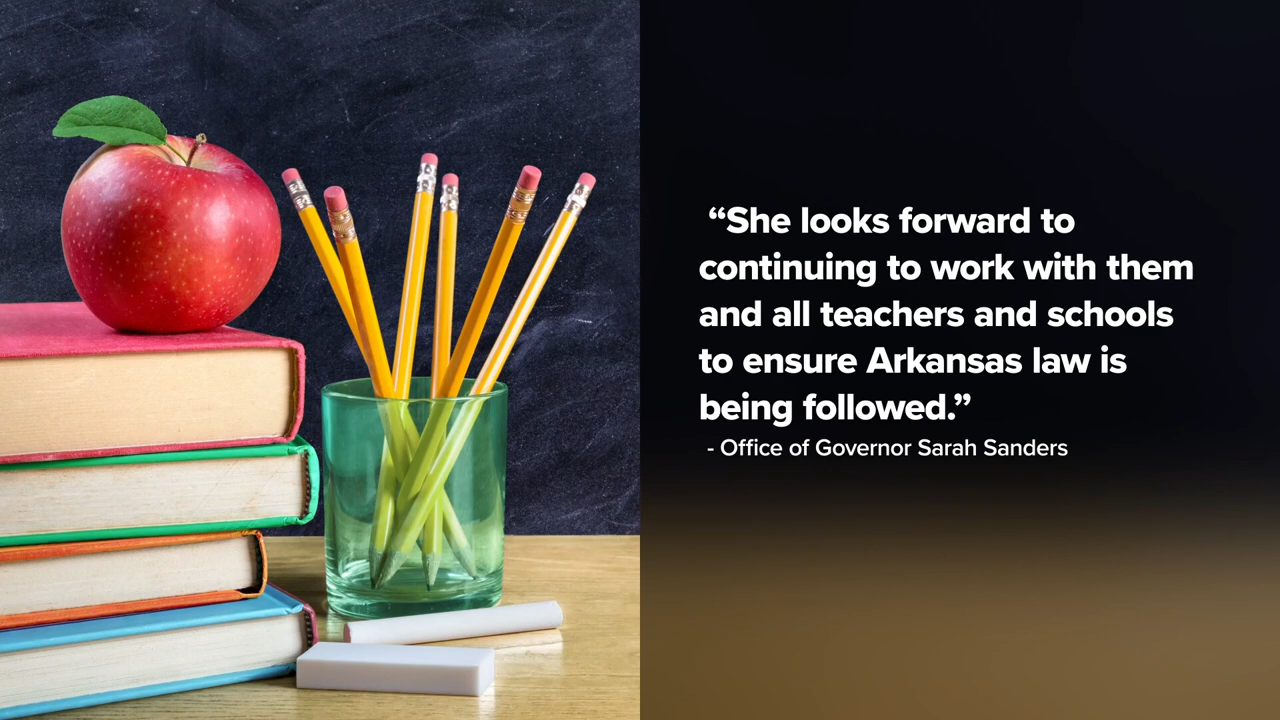 “She looks forward to
continuing to work with them
and all teachers and schools
to ensure Arkansas law is
being followed.”
- Office of Governor Sarah Sanders